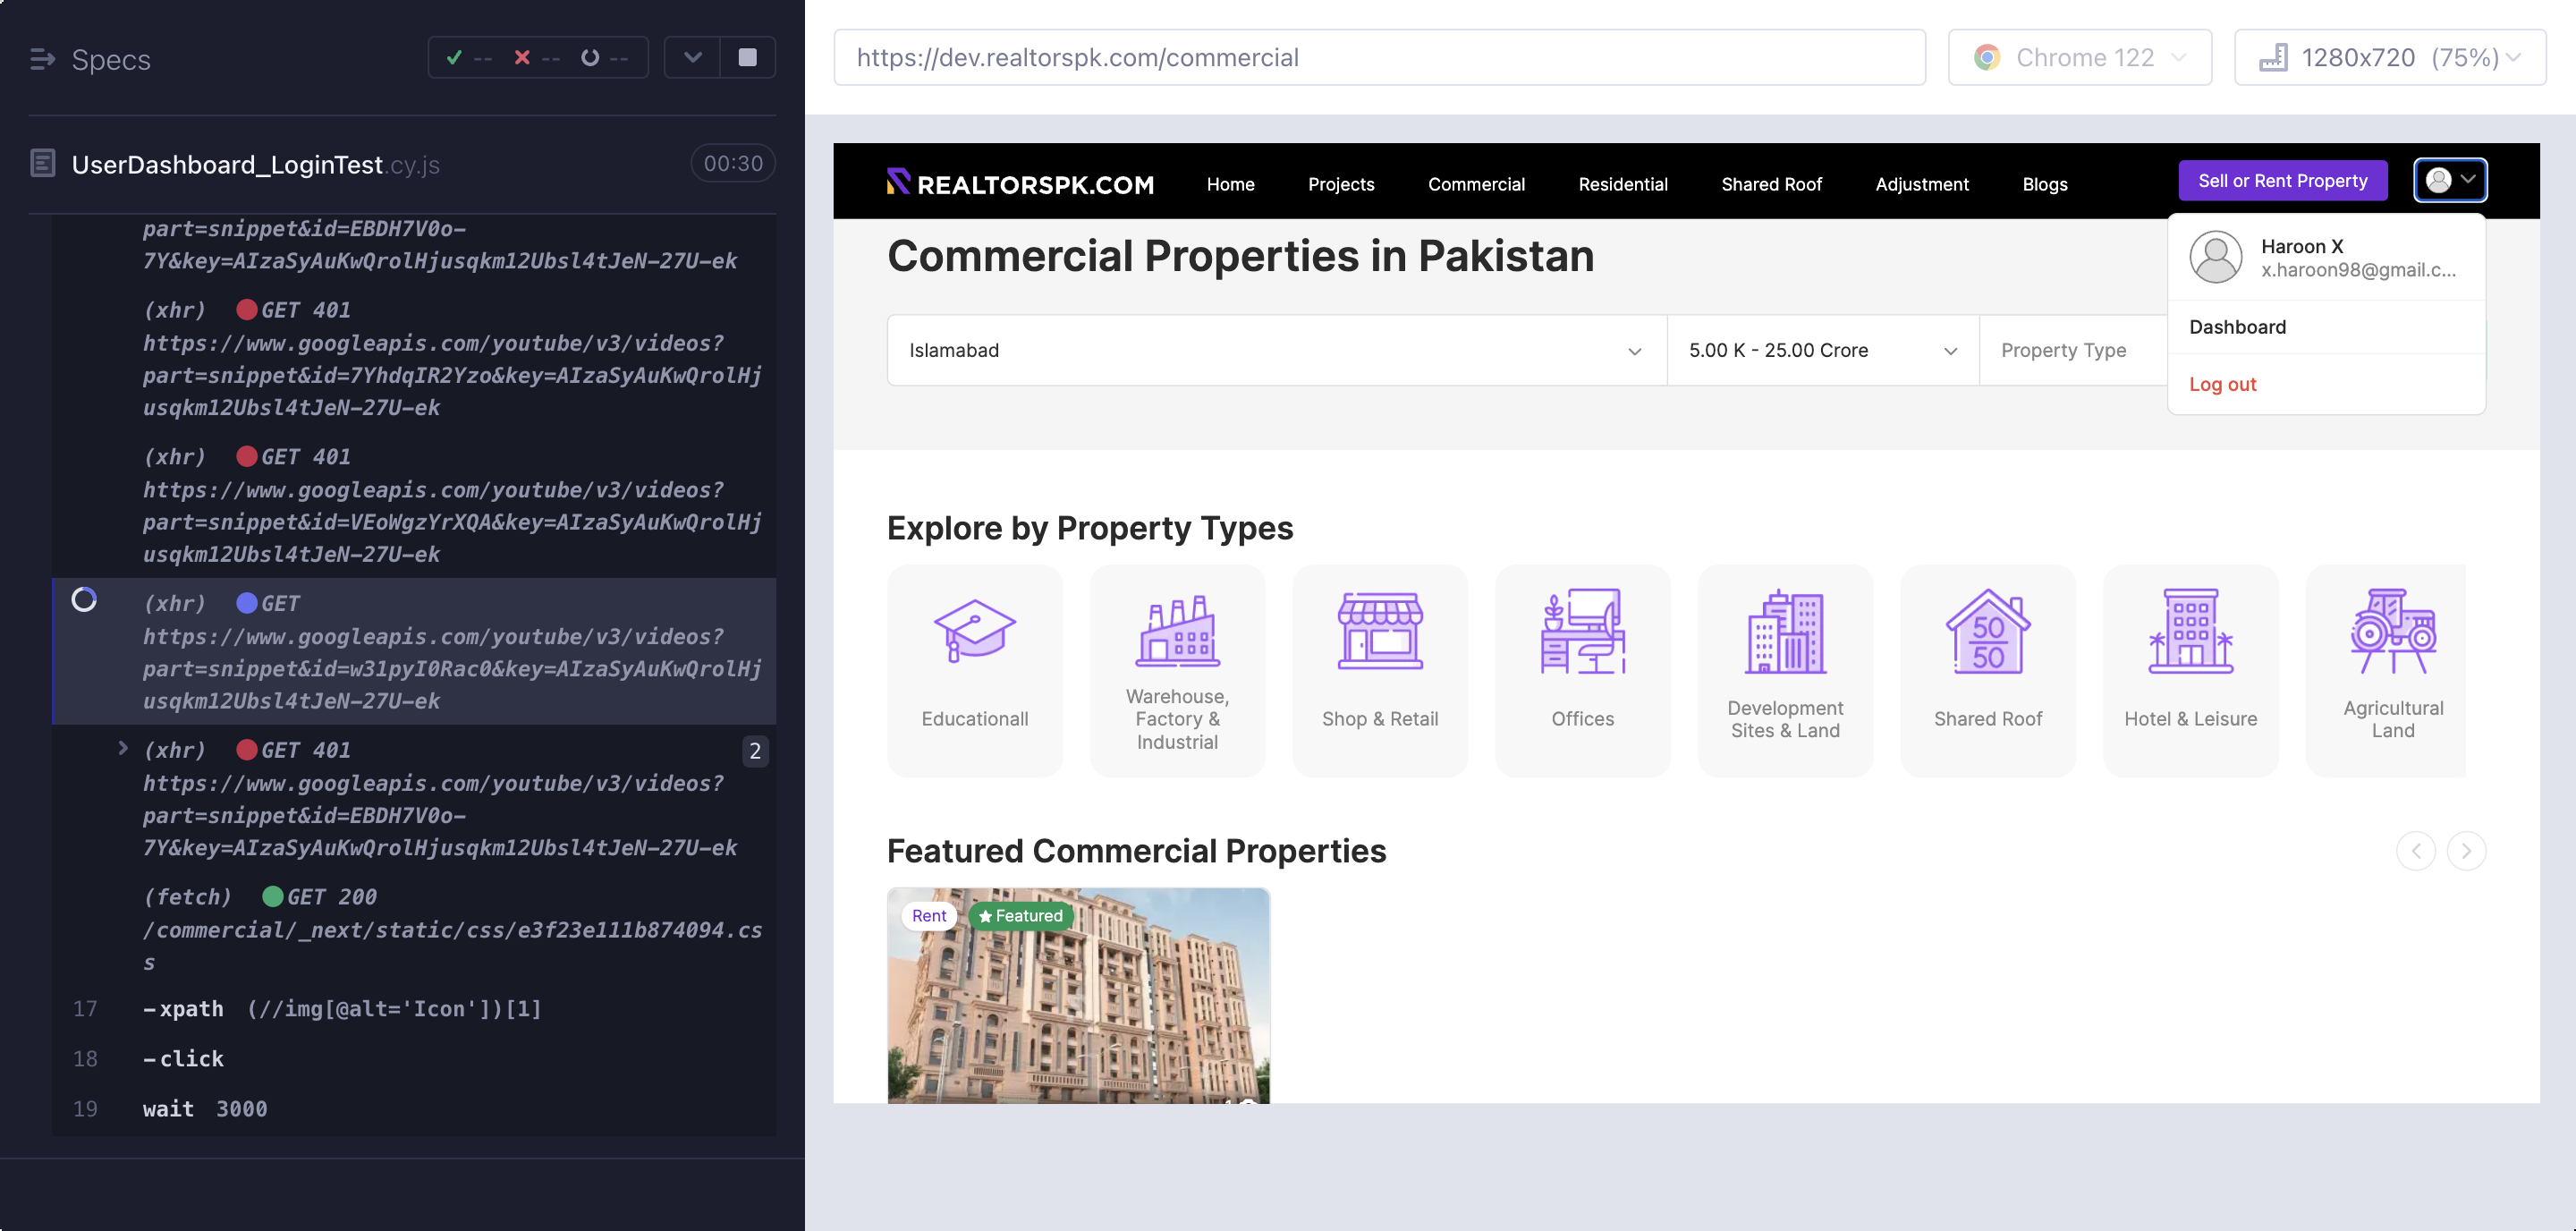 Specs
-- -- --
UserDashboard_LoginTest.cy.js
00:30
part=snippet&id=EBDH7V0o-
7Y&key=AIzaSyAuKwQrolHjusqkm12Ubsl4tJeN-27U-ek
(xhr) GET 401
https://www.googleapis.com/youtube/v3/videos?
part=snippet&id=7YhdqIR2Yzo&key=AIzaSyAuKwQrolHj
usqkm12Ubsl4tJeN-27U-ek
(xhr) GET 401
https://www.googleapis.com/youtube/v3/videos?
part=snippet&id=VEoWgzYrXQA&key=AIzaSyAuKwQrolHj
usqkm12Ubsl4tJeN-27U-ek
(xhr) GET
https://www.googleapis.com/youtube/v3/videos?
part=snippet&id=w31pyI0Rac0&key=AIzaSyAuKwQrolHj
usqkm12Ubsl4tJeN-27U-ek
(xhr) GET 401 2
https://www.googleapis.com/youtube/v3/videos?
part=snippet&id=EBDH7V0o-
7Y&key=AIzaSyAuKwQrolHjusqkm12Ubsl4tJeN-27U-ek
(fetch) GET 200
/commercial/_next/static/css/e3f23e111b874094.cs
s
17 -xpath (//img[@alt='Icon'])[1]
18 -click
19 wait 3000
https://dev.realtorspk.com/commercial
Chrome 122
1280x720 (75%)
REALTORSPK.COM
Home Projects Commercial Residential Shared Roof Adjustment Blogs
Sell or Rent Property
Haroon X
x.haroon98@gmail.c...
Dashboard
Log out
Commercial Properties in Pakistan
Islamabad
5.00 K - 25.00 Crore
Property Type
Explore by Property Types
Educationall
Warehouse,
Factory &
Industrial
Shop & Retail
Offices
Development
Sites & Land
50
50
Shared Roof
Hotel & Leisure
Agricultural
Land
Featured Commercial Properties
Rent
Featured